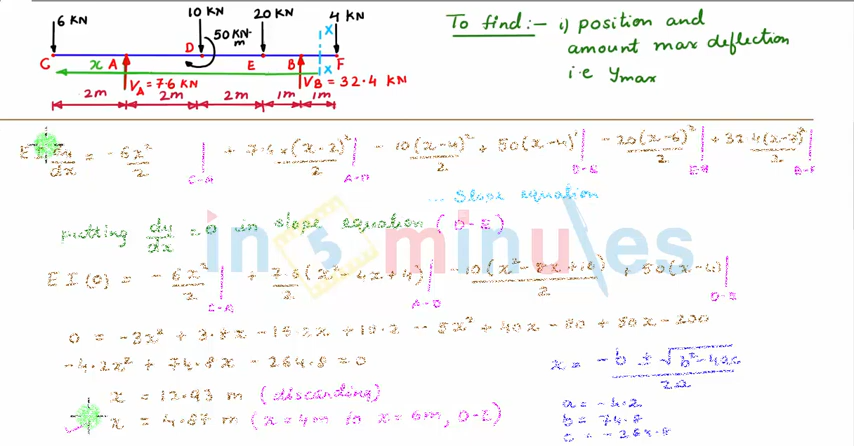 6 KN 10 KN 20 KN 4 KN
50 KN-m
x
D
C x A E B F
x
V_A = 7.6 KN V_B = 32.4 KN
2m 2m 2m 1m 1m
To find:- i) position and
amount max deflection
i.e y_max
EI dy/dx = -6x²/2 |C-A + 7.6 x (x-2)²/2 |A-D - 10(x-4)²/2 + 50(x-4)¹ |D-E - 20(x-6)²/2 |E-B + 32.4(x-7)²/2 |B-F
... Slope equation
putting dy/dx = 0 in slope equation (D-E)
in 5 minutes
EI(0) = -6x²/2 |C-A + 7.6/2 (x²-4x+4) |A-D - 10(x²-8x+16)/2 + 50(x-4) |D-E
0 = -3x² + 3.8x - 15.2x + 15.2 - 5x² + 40x - 80 + 50x - 200
-4.2x² + 74.8x - 264.8 = 0
x = 12.93 m (discarding)
x = 4.87 m (x=4m to x=6m, D-E)
x = -b ± √(b²-4ac) / 2a
a = -4.2
b = 74.8
c = -264.8